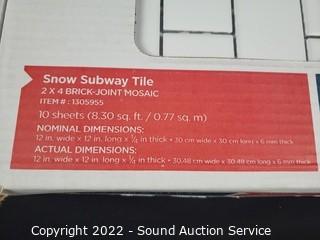 Snow Subway Tile
2 X 4 BRICK-JOINT MOSAIC
ITEM # : 1305955
10 sheets (8.30 sq. ft. / 0.77 sq. m)
NOMINAL DIMENSIONS:
12 in. wide x 12 in. long x ¼ in thick • 30 cm wide x 30 cm long x 6 mm thick
ACTUAL DIMENSIONS:
12 in. wide x 12 in. long x ¼ in thick • 30.48 cm wide x 30.48 cm long x 6 mm thick
Copyright 2022 - Sound Auction Service